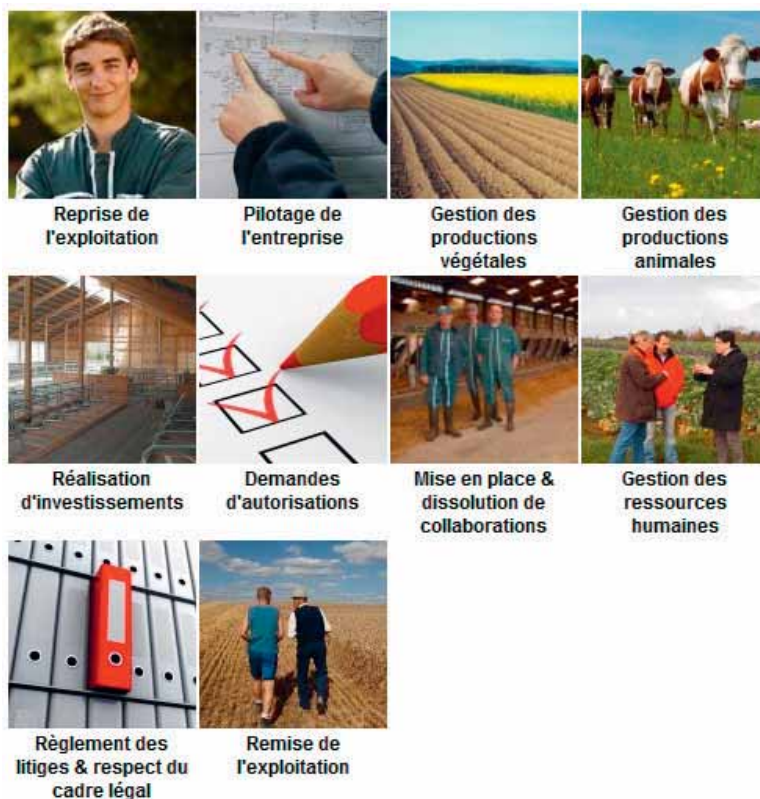 Reprise de
l'exploitation
Pilotage de
l'entreprise
Gestion des
productions
végétales
Gestion des
productions
animales
Réalisation
d'investissements
Demandes
d'autorisations
Mise en place &
dissolution de
collaborations
Gestion des
ressources
humaines
Règlement des
litiges & respect du
cadre légal
Remise de
l'exploitation